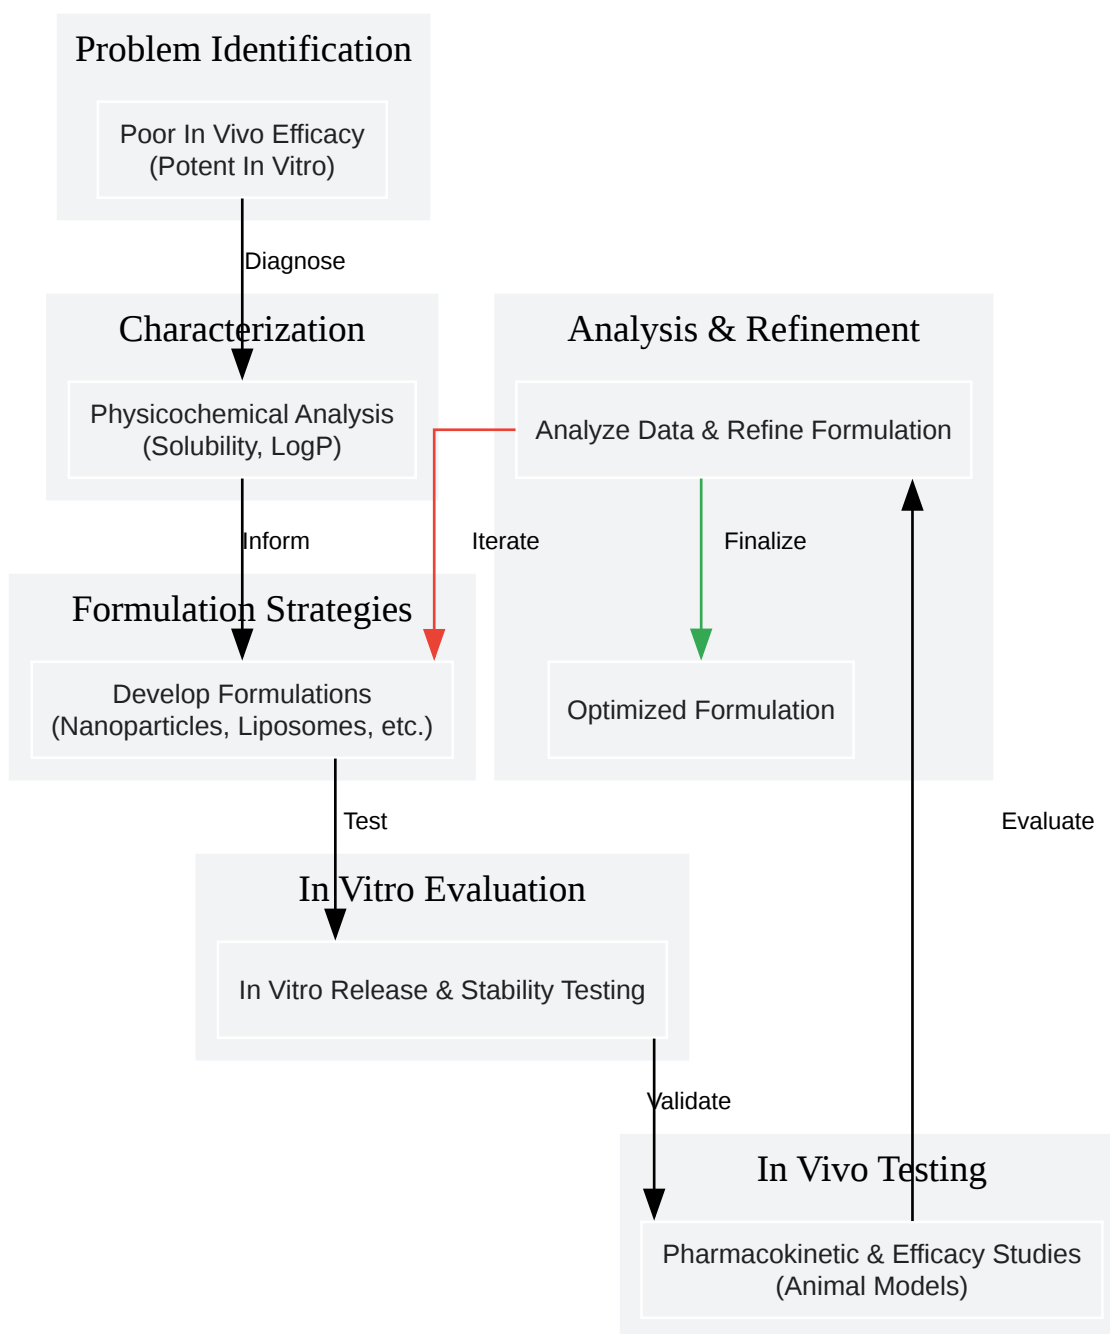 Problem Identification
Poor In Vivo Efficacy
(Potent In Vitro)
Diagnose
Characterization
Physicochemical Analysis
(Solubility, LogP)
Analysis & Refinement
Analyze Data & Refine Formulation
Inform
Iterate
Finalize
Formulation Strategies
Develop Formulations
(Nanoparticles, Liposomes, etc.)
Optimized Formulation
Test
Evaluate
In Vitro Evaluation
In Vitro Release & Stability Testing
Validate
In Vivo Testing
Pharmacokinetic & Efficacy Studies
(Animal Models)